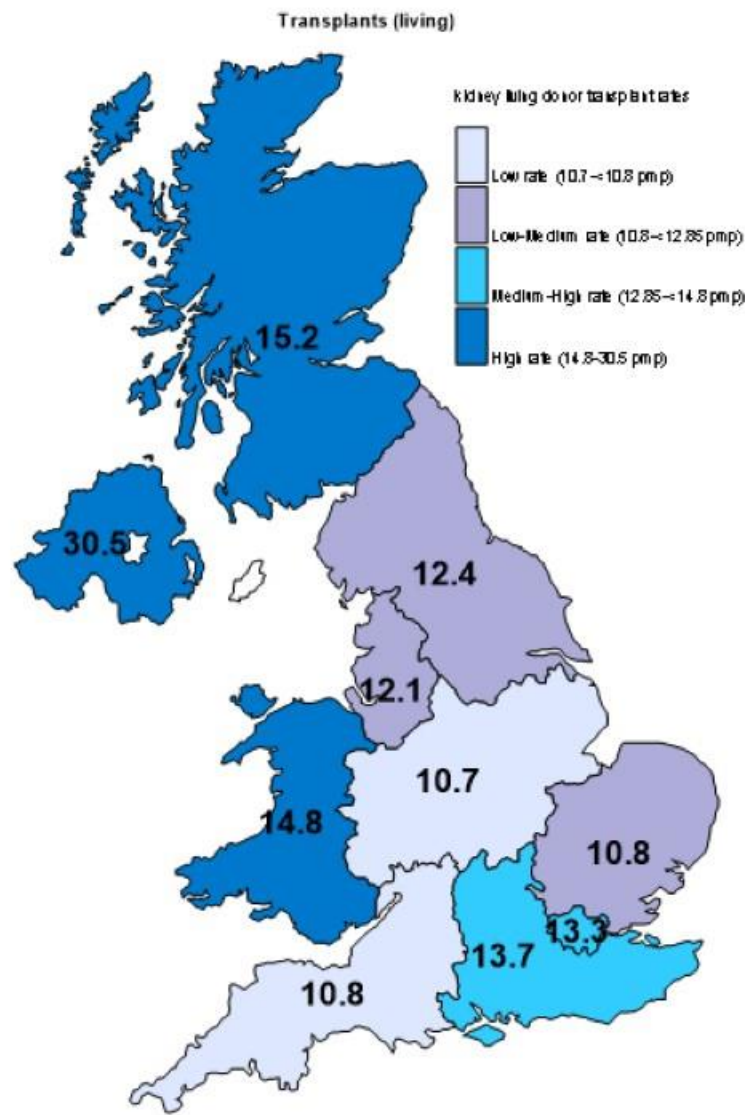 Transplants (living)
kidney living donor transplant rates
Low rate (10.7-<10.8 pmp)
Low-Medium rate (10.8-<12.85 pmp)
Medium-High rate (12.85-<14.8 pmp)
High rate (14.8-30.5 pmp)
15.2
30.5
12.4
12.1
10.7
14.8
10.8
13.3
13.7
10.8